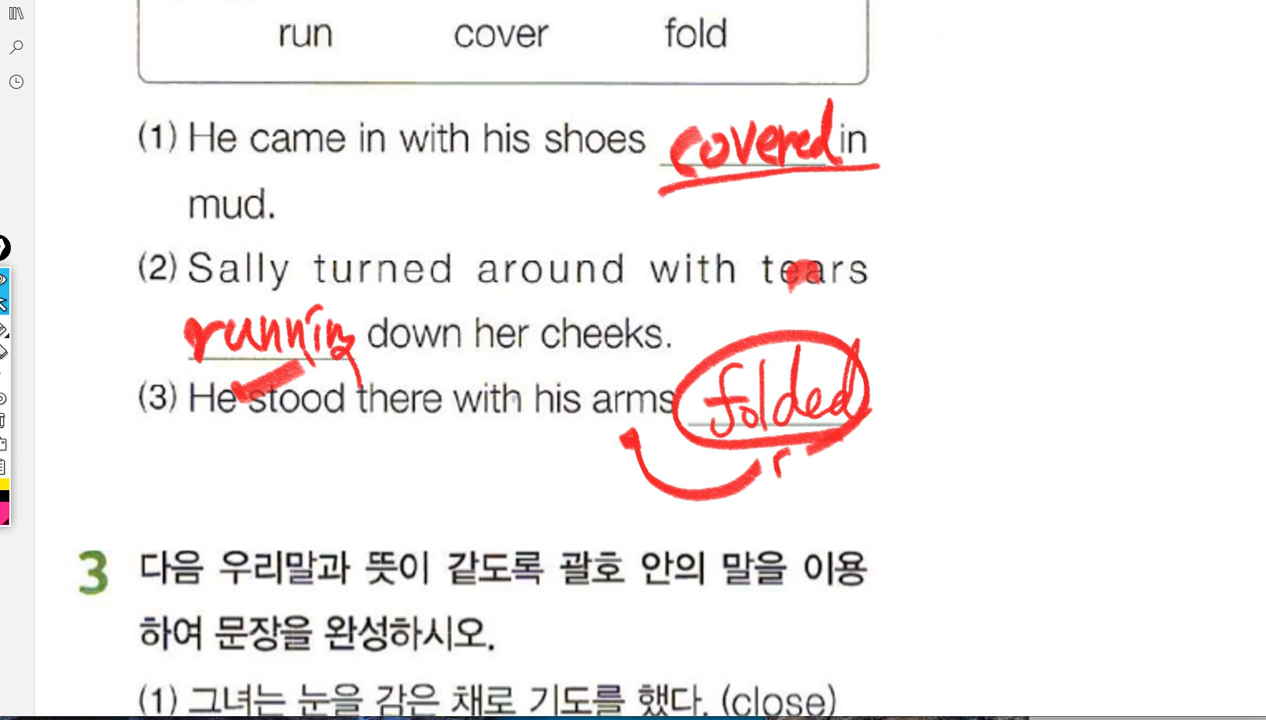 run cover fold
(1) He came in with his shoes covered in
mud.
(2) Sally turned around with tears
running down her cheeks.
(3) He stood there with his arms folded
3 다음 우리말과 뜻이 같도록 괄호 안의 말을 이용
하여 문장을 완성하시오.
(1) 그녀는 눈을 감은 채로 기도를 했다. (close)